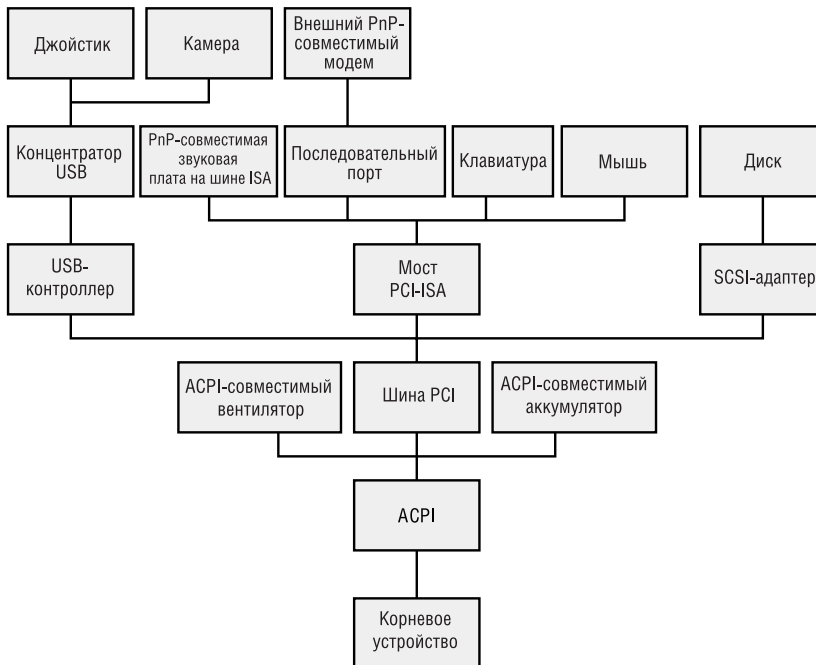 Джойстик
Камера
Внешний PnP-
совместимый
модем
Концентратор
USB
PnP-совместимая
звуковая
плата на шине ISA
Последовательный
порт
Клавиатура
Мышь
Диск
USB-
контроллер
Мост
PCI-ISA
SCSI-адаптер
ACPI-совместимый
вентилятор
Шина PCI
ACPI-совместимый
аккумулятор
ACPI
Корневое
устройство